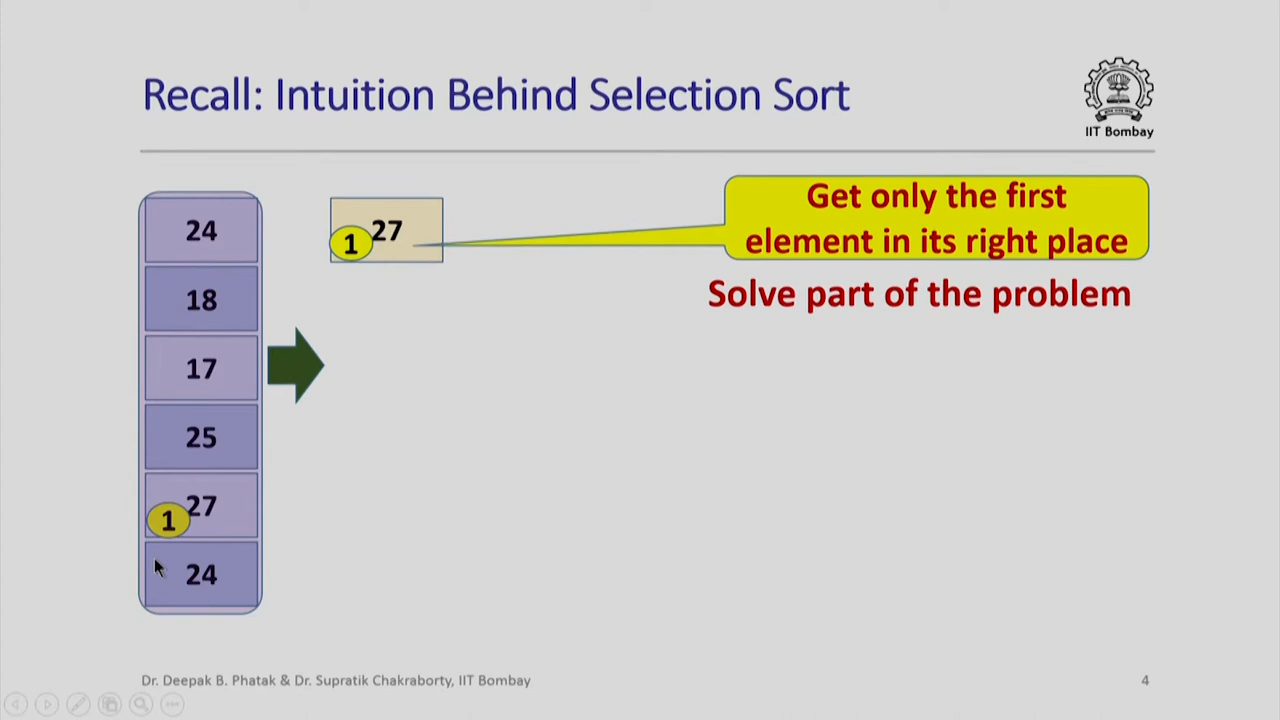 Recall: Intuition Behind Selection Sort
IIT Bombay
24
18
17
25
27
1
24
27
1
Get only the first
element in its right place
Solve part of the problem
Dr. Deepak B. Phatak & Dr. Supratik Chakraborty, IIT Bombay
4